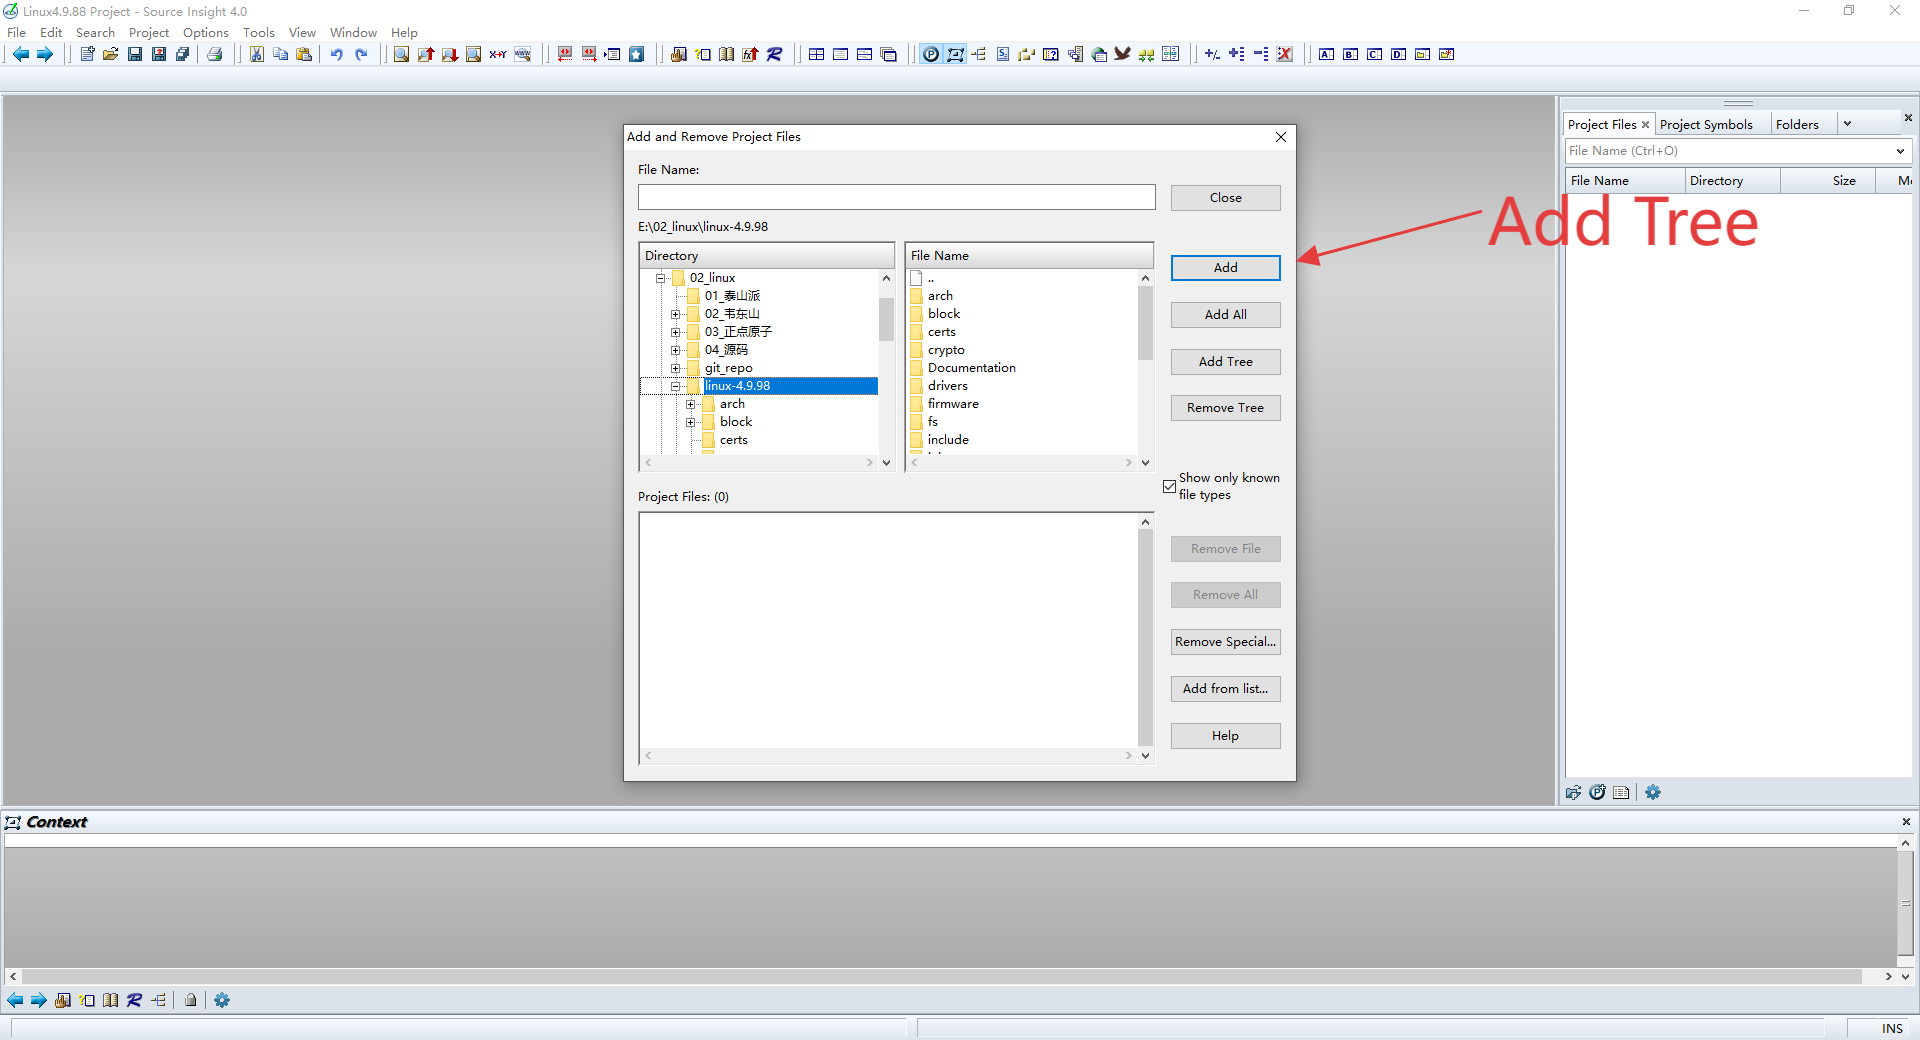 Linux4.9.88 Project - Source Insight 4.0
File Edit Search Project Options Tools View Window Help
Project Files Project Symbols Folders
File Name (Ctrl+O)
File Name Directory Size
Add Tree
Add and Remove Project Files
File Name:
Close
E:\02_linux\linux-4.9.98
Directory
02_linux
01_泰山派
02_韦东山
03_正点原子
04_源码
git_repo
linux-4.9.98
arch
block
certs
File Name
..
arch
block
certs
crypto
Documentation
drivers
firmware
fs
include
Add
Add All
Add Tree
Remove Tree
Show only known
file types
Project Files: (0)
Remove File
Remove All
Remove Special...
Add from list...
Help
Context
INS